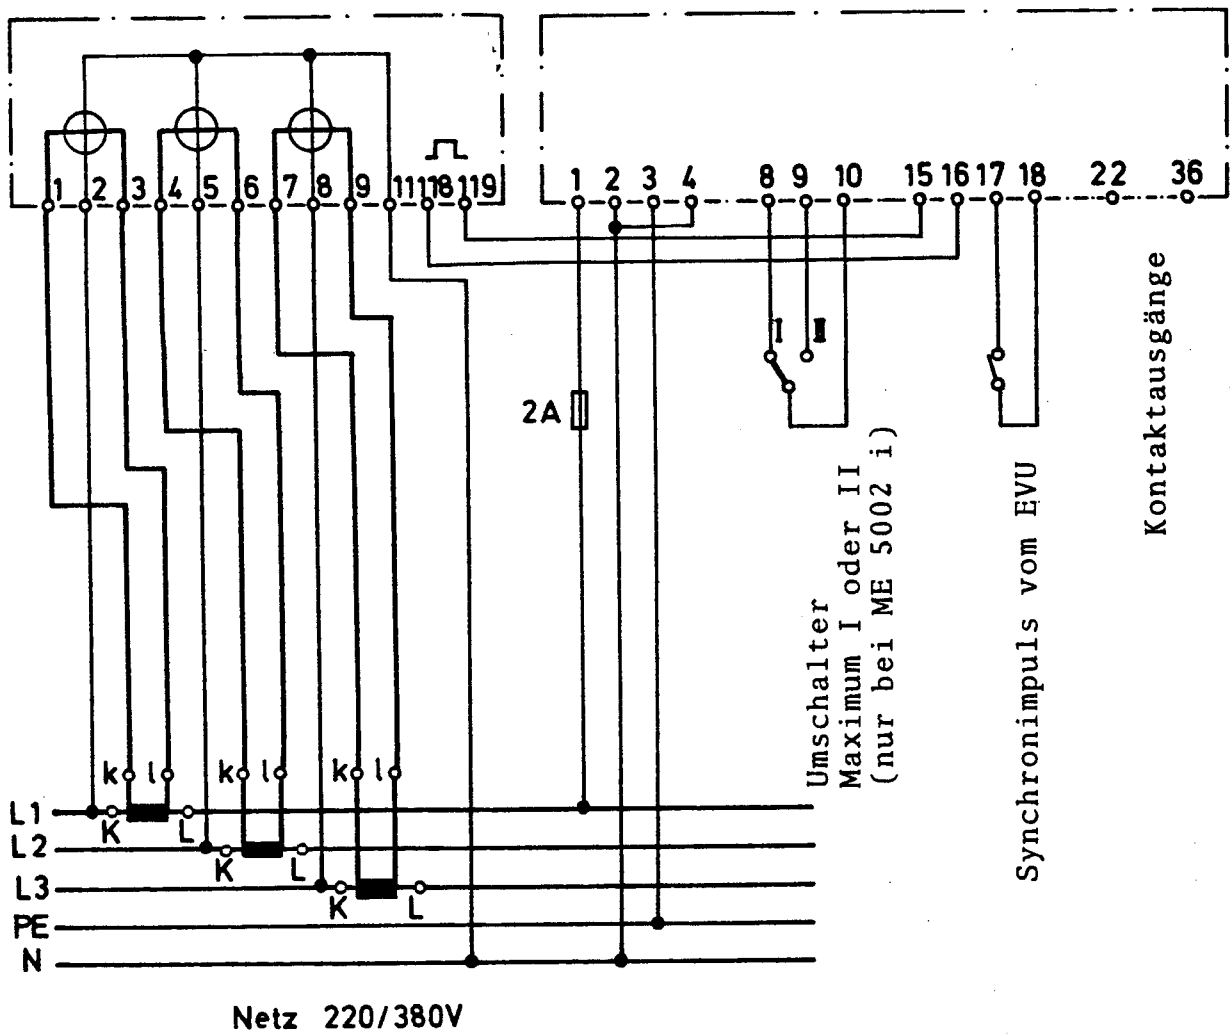 1 2 3 4 5 6 7 8 9 11 118 119
1 2 3 4 8 9 10 15 16 17 18 22 36
I II
2A
Umschalter
Maximum I oder II
(nur bei ME 5002 i)
Synchronimpuls vom EVU
Kontaktausgänge
k l k l k l
L1
K L
L2
K L
L3
K L
PE
N
Netz 220/380V